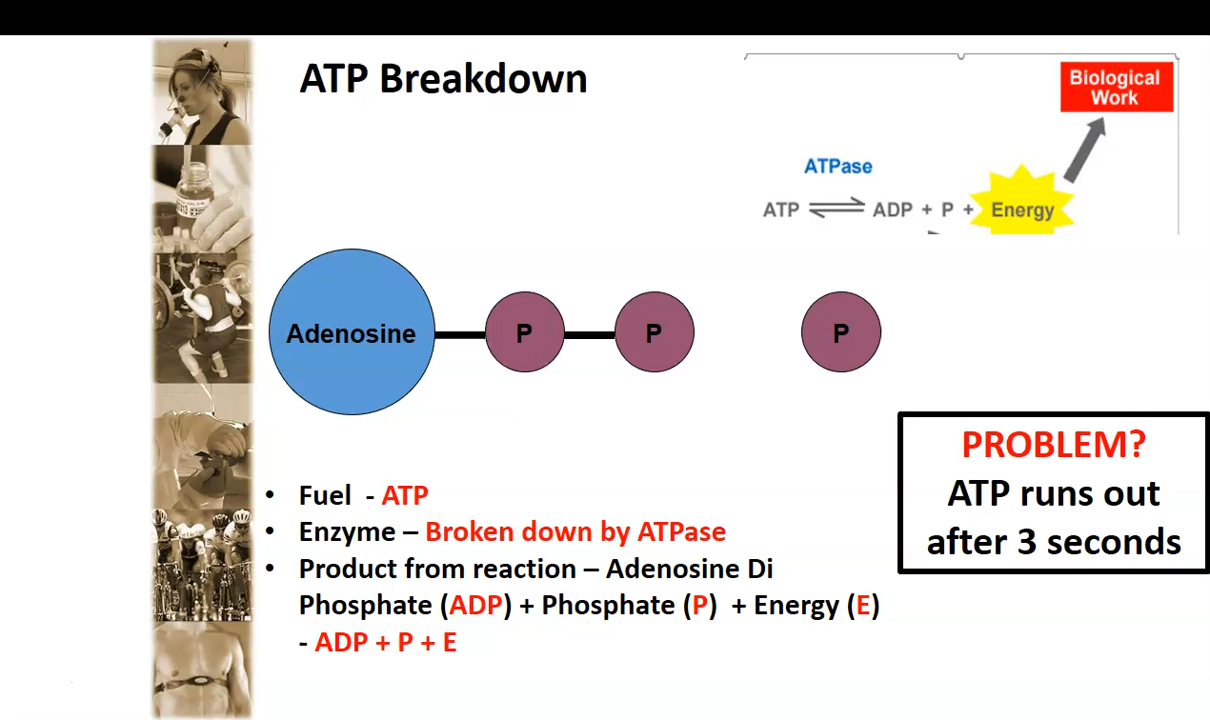 ATP Breakdown
Biological
Work
ATPase
ATP ⇌ ADP + P + Energy
Adenosine
P
P
P
PROBLEM?
ATP runs out
after 3 seconds
• Fuel - ATP
• Enzyme – Broken down by ATPase
• Product from reaction – Adenosine Di
Phosphate (ADP) + Phosphate (P) + Energy (E)
- ADP + P + E